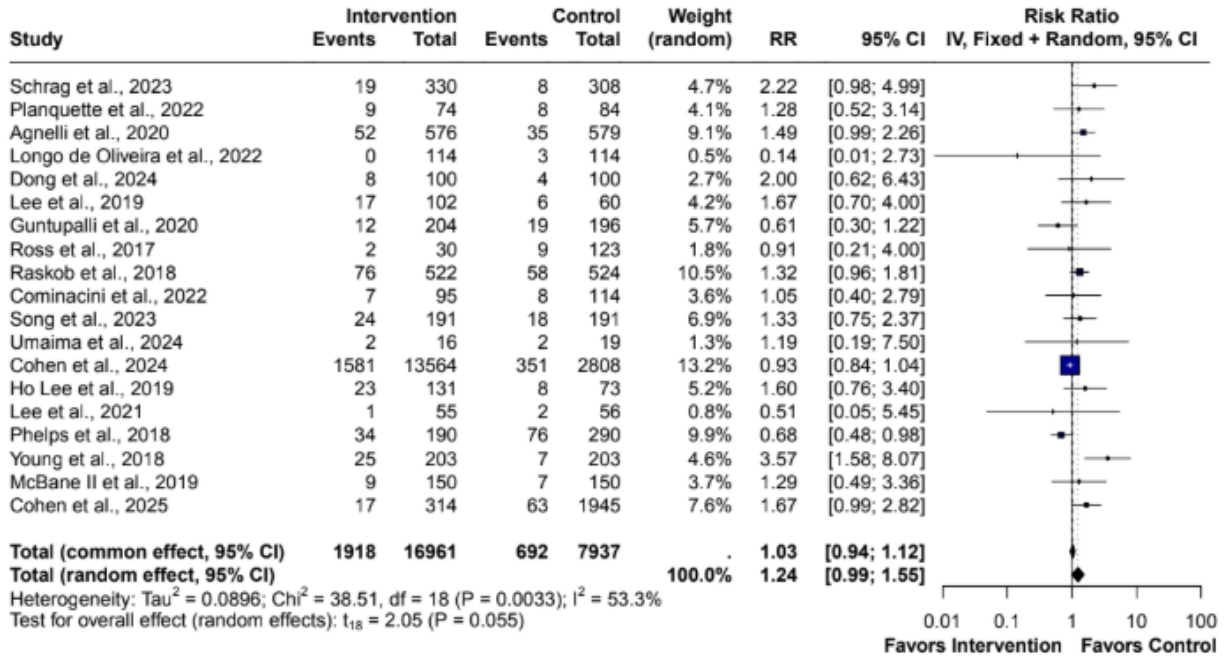 Intervention Control Weight Risk Ratio
Study Events Total Events Total (random) RR 95% CI IV, Fixed + Random, 95% CI
Schrag et al., 2023 19 330 8 308 4.7% 2.22 [0.98; 4.99]
Planquette et al., 2022 9 74 8 84 4.1% 1.28 [0.52; 3.14]
Agnelli et al., 2020 52 576 35 579 9.1% 1.49 [0.99; 2.26]
Longo de Oliveira et al., 2022 0 114 3 114 0.5% 0.14 [0.01; 2.73]
Dong et al., 2024 8 100 4 100 2.7% 2.00 [0.62; 6.43]
Lee et al., 2019 17 102 6 60 4.2% 1.67 [0.70; 4.00]
Guntupalli et al., 2020 12 204 19 196 5.7% 0.61 [0.30; 1.22]
Ross et al., 2017 2 30 9 123 1.8% 0.91 [0.21; 4.00]
Raskob et al., 2018 76 522 58 524 10.5% 1.32 [0.96; 1.81]
Cominacini et al., 2022 7 95 8 114 3.6% 1.05 [0.40; 2.79]
Song et al., 2023 24 191 18 191 6.9% 1.33 [0.75; 2.37]
Umaima et al., 2024 2 16 2 19 1.3% 1.19 [0.19; 7.50]
Cohen et al., 2024 1581 13564 351 2808 13.2% 0.93 [0.84; 1.04]
Ho Lee et al., 2019 23 131 8 73 5.2% 1.60 [0.76; 3.40]
Lee et al., 2021 1 55 2 56 0.8% 0.51 [0.05; 5.45]
Phelps et al., 2018 34 190 76 290 9.9% 0.68 [0.48; 0.98]
Young et al., 2018 25 203 7 203 4.6% 3.57 [1.58; 8.07]
McBane II et al., 2019 9 150 7 150 3.7% 1.29 [0.49; 3.36]
Cohen et al., 2025 17 314 63 1945 7.6% 1.67 [0.99; 2.82]
Total (common effect, 95% CI) 1918 16961 692 7937 . 1.03 [0.94; 1.12]
Total (random effect, 95% CI) 100.0% 1.24 [0.99; 1.55]
Heterogeneity: Tau² = 0.0896; Chi² = 38.51, df = 18 (P = 0.0033); I² = 53.3%
Test for overall effect (random effects): t₁₈ = 2.05 (P = 0.055)
0.01 0.1 1 10 100
Favors Intervention Favors Control